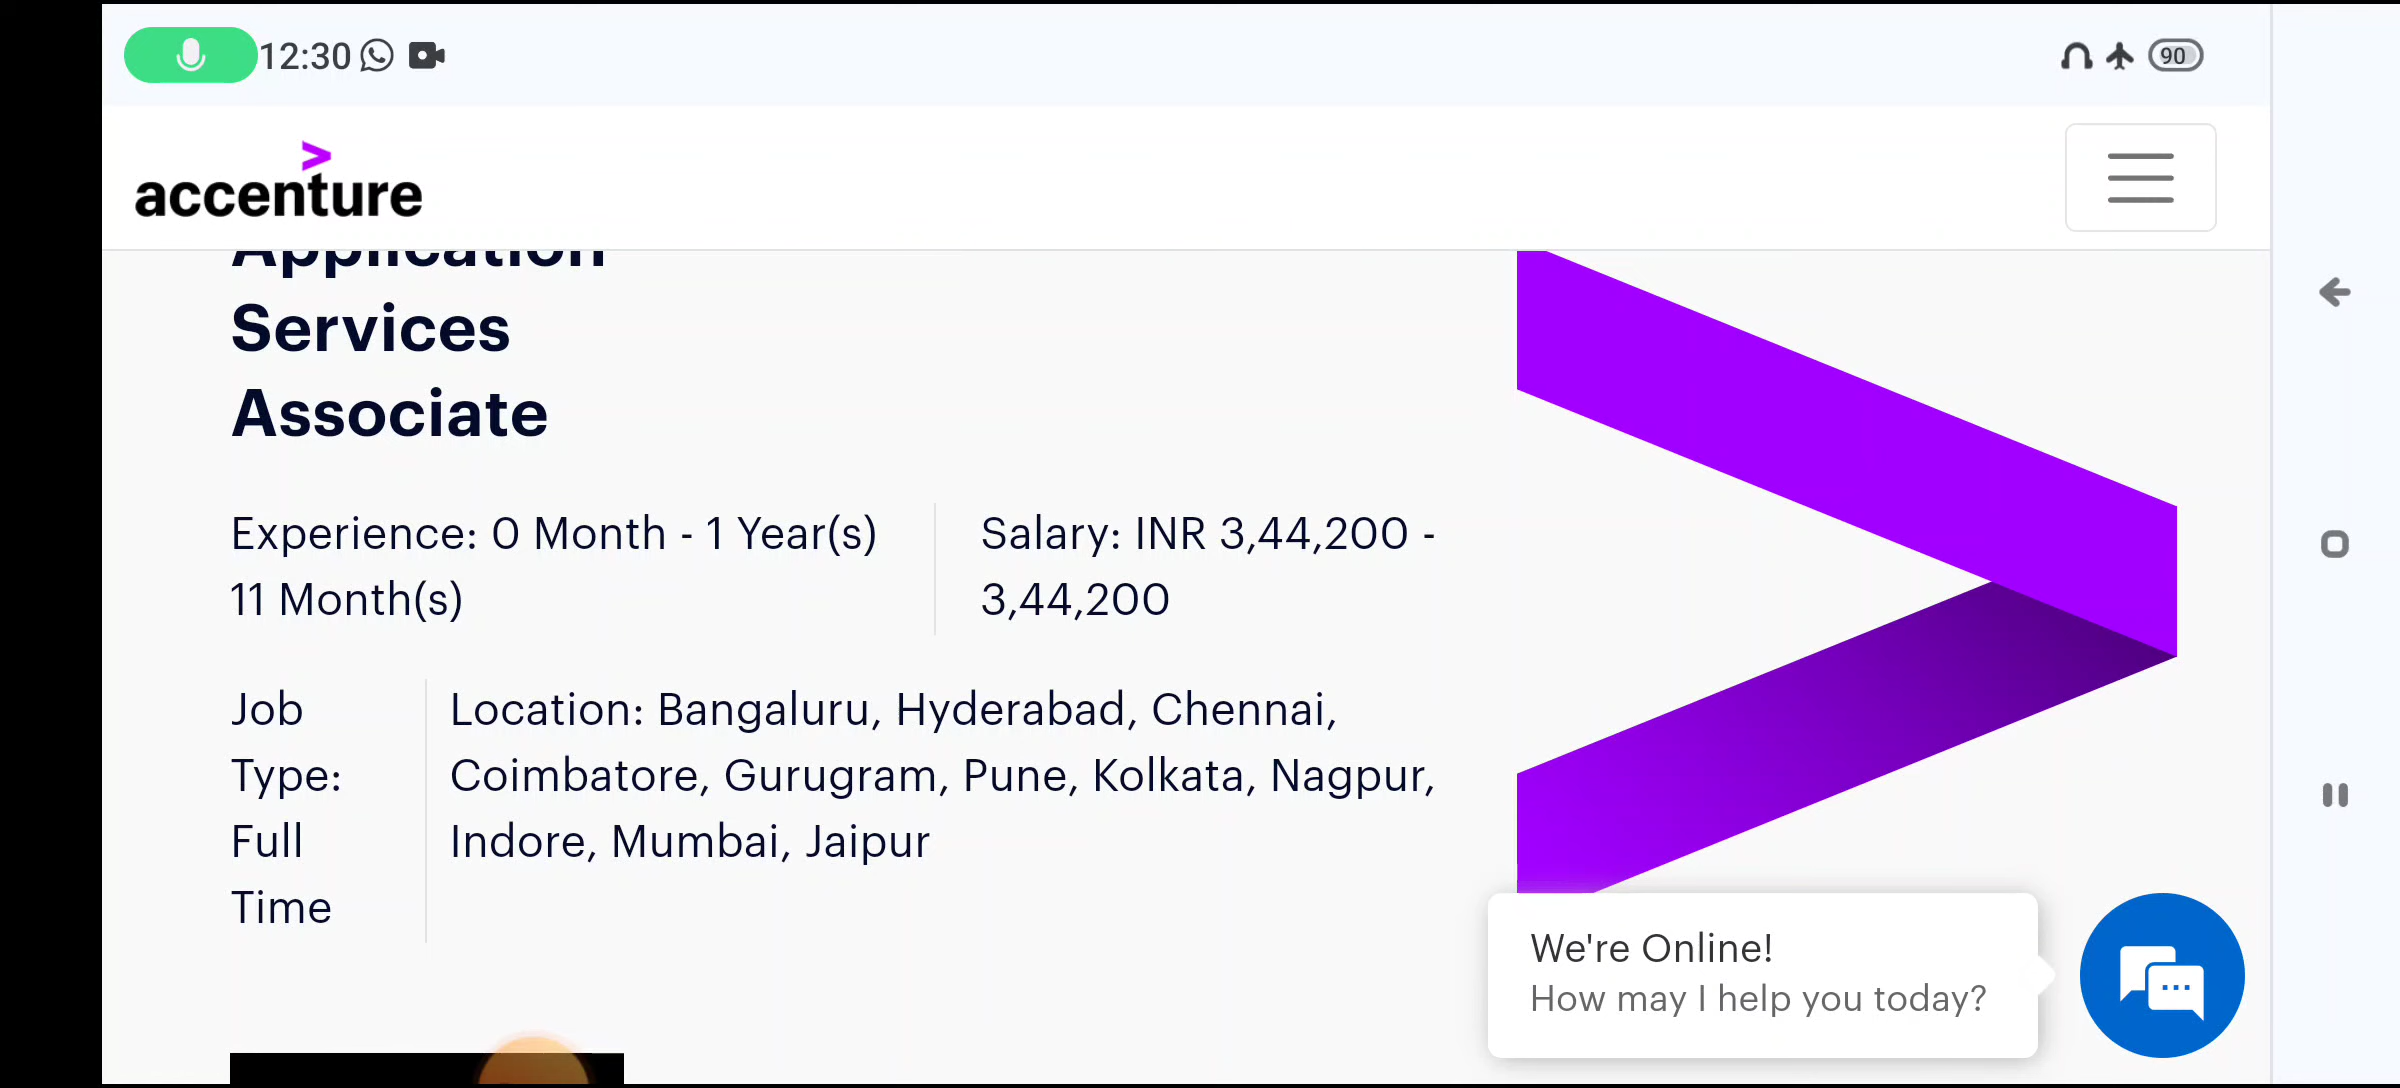 12:30
90
accenture
Application
Services
Associate
Experience: 0 Month - 1 Year(s)
11 Month(s)
Salary: INR 3,44,200 -
3,44,200
Job
Type:
Full
Time
Location: Bangaluru, Hyderabad, Chennai,
Coimbatore, Gurugram, Pune, Kolkata, Nagpur,
Indore, Mumbai, Jaipur
We're Online!
How may I help you today?